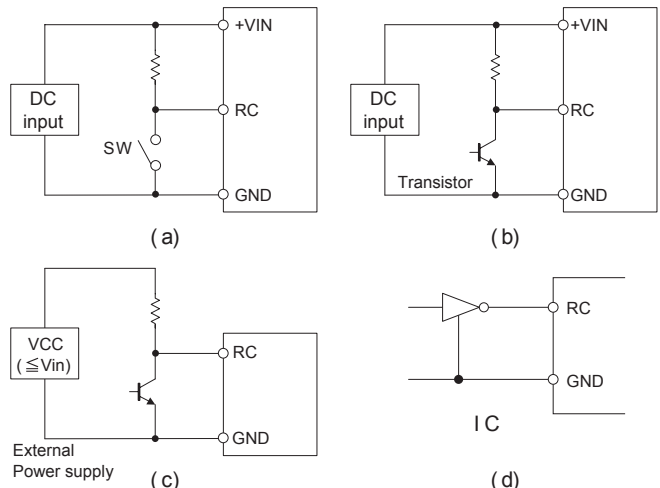 +VIN
DC
input
RC
SW
GND
(a)
+VIN
DC
input
RC
Transistor
GND
(b)
VCC
(≦Vin)
RC
GND
External
Power supply
(c)
RC
GND
IC
(d)